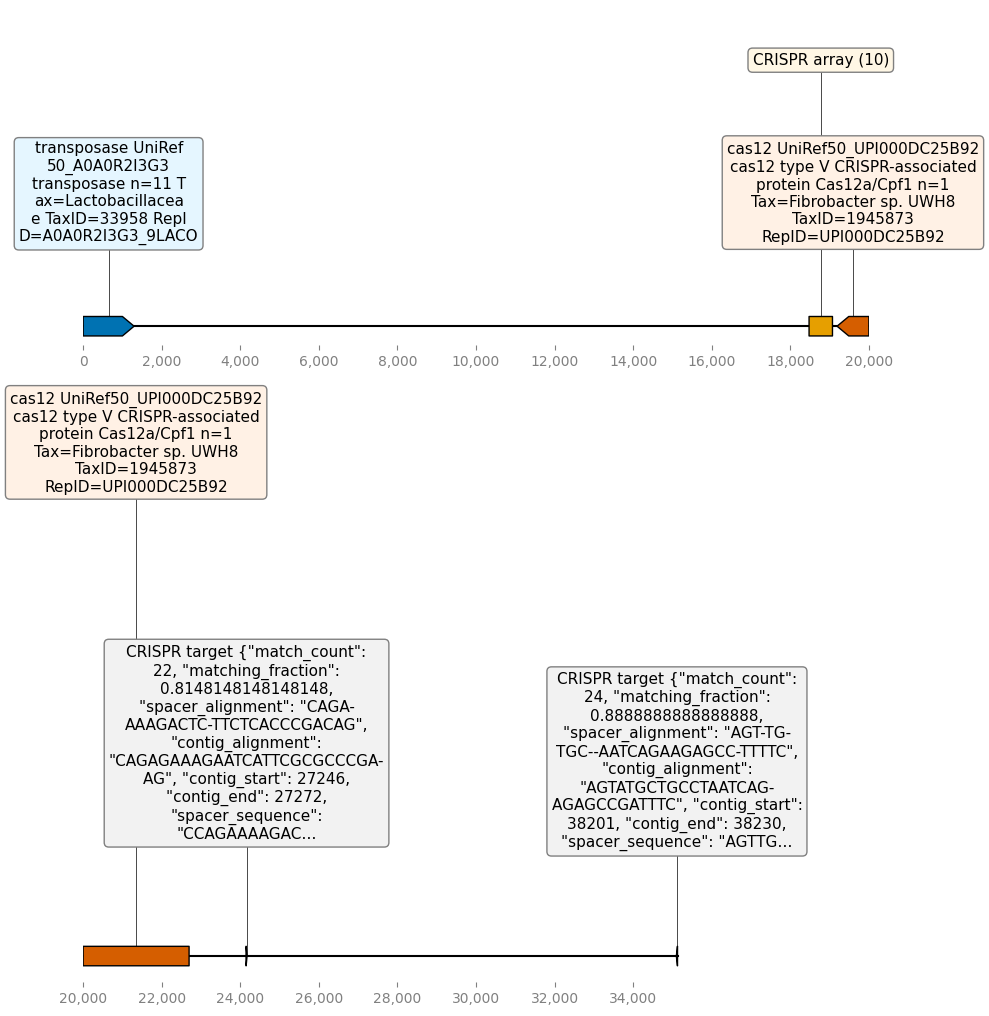 CRISPR array (10)
transposase UniRef
50_A0A0R2I3G3
transposase n=11 T
ax=Lactobacillacea
e TaxID=33958 RepI
D=A0A0R2I3G3_9LACO
cas12 UniRef50_UPI000DC25B92
cas12 type V CRISPR-associated
protein Cas12a/Cpf1 n=1
Tax=Fibrobacter sp. UWH8
TaxID=1945873
RepID=UPI000DC25B92
0 2,000 4,000 6,000 8,000 10,000 12,000 14,000 16,000 18,000 20,000
cas12 UniRef50_UPI000DC25B92
cas12 type V CRISPR-associated
protein Cas12a/Cpf1 n=1
Tax=Fibrobacter sp. UWH8
TaxID=1945873
RepID=UPI000DC25B92
CRISPR target {"match_count":
22, "matching_fraction":
0.8148148148148148,
"spacer_alignment": "CAGA-
AAAGACTC-TTCTCACCCGACAG",
"contig_alignment":
"CAGAGAAAGAATCATTCGCGCCCGA-
AG", "contig_start": 27246,
"contig_end": 27272,
"spacer_sequence":
"CCAGAAAAGAC...
CRISPR target {"match_count":
24, "matching_fraction":
0.8888888888888888,
"spacer_alignment": "AGT-TG-
TGC--AATCAGAAGAGCC-TTTTC",
"contig_alignment":
"AGTATGCTGCCTAATCAG-
AGAGCCGATTTC", "contig_start":
38201, "contig_end": 38230,
"spacer_sequence": "AGTTG...
20,000 22,000 24,000 26,000 28,000 30,000 32,000 34,000